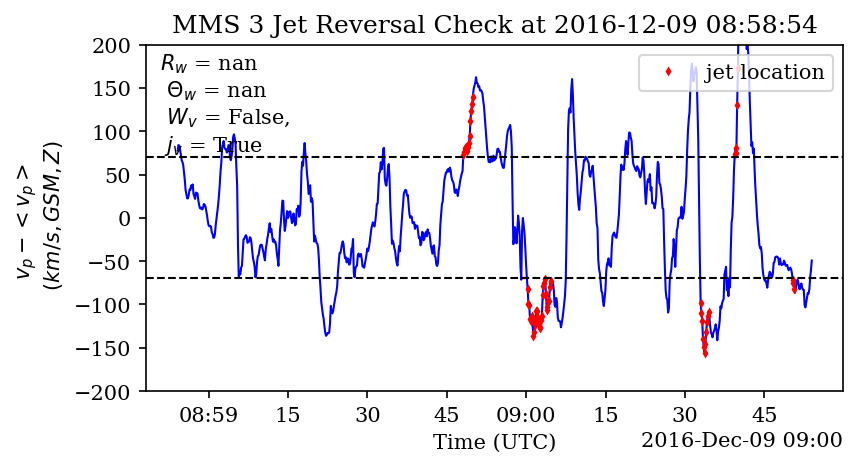 MMS 3 Jet Reversal Check at 2016-12-09 08:58:54
R_w = nan
Θ_w = nan
W_v = False,
j_v = True
jet location
200
150
100
50
0
−50
−100
−150
−200
v_p − <v_p>
(km/s, GSM, Z)
08:59 15 30 45 09:00 15 30 45
Time (UTC)
2016-Dec-09 09:00